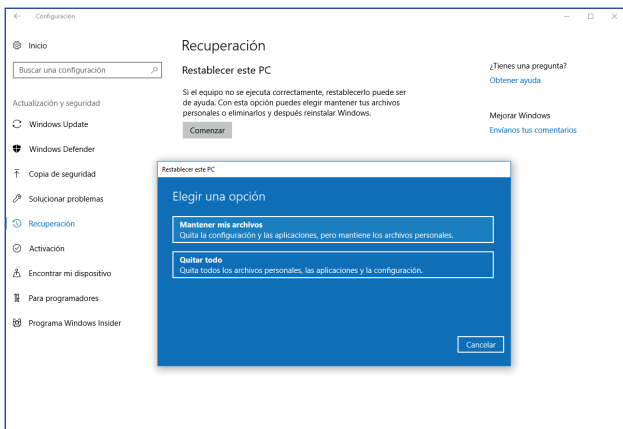 Configuración
Inicio
Buscar una configuración
Actualización y seguridad
Windows Update
Windows Defender
Copia de seguridad
Solucionar problemas
Recuperación
Activación
Encontrar mi dispositivo
Para programadores
Programa Windows Insider
Recuperación
Restablecer este PC
Si el equipo no se ejecuta correctamente, restablecerlo puede ser
de ayuda. Con esta opción puedes elegir mantener tus archivos
personales o eliminarlos y después reinstalar Windows.
Comenzar
¿Tienes una pregunta?
Obtener ayuda
Mejorar Windows
Envíanos tus comentarios
Restablecer este PC
Elegir una opción
Mantener mis archivos
Quita la configuración y las aplicaciones, pero mantiene los archivos personales.
Quitar todo
Quita todos los archivos personales, las aplicaciones y la configuración.
Cancelar